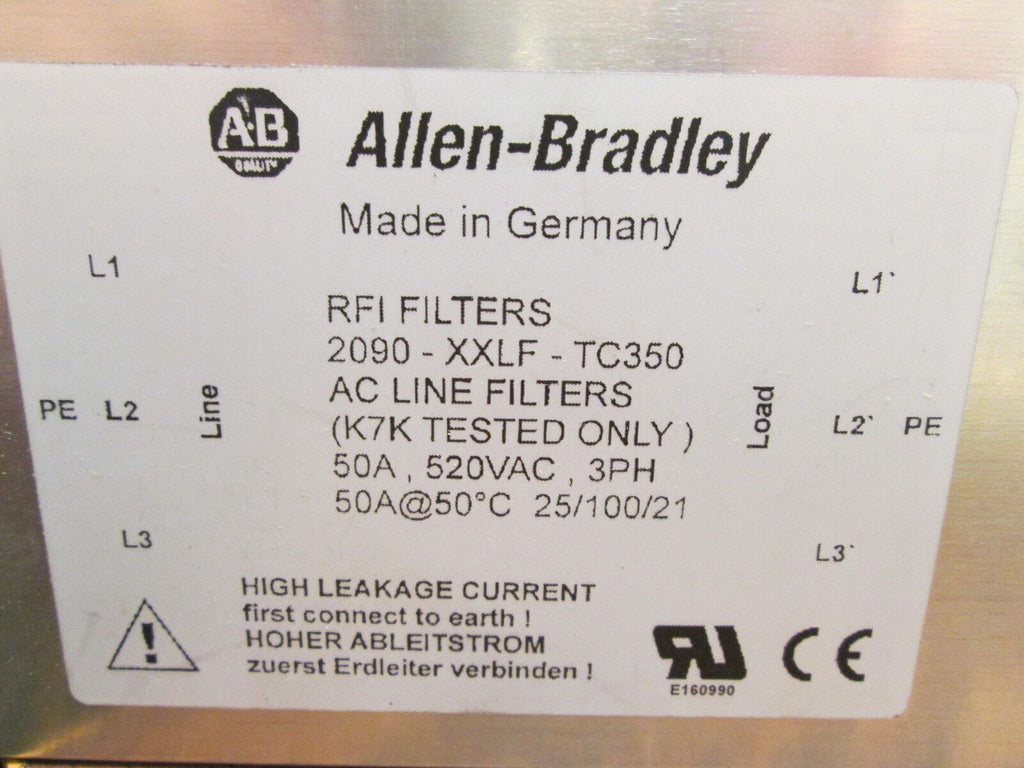 A·B
QUALITY
Allen-Bradley
Made in Germany
L1
L1`
RFI FILTERS
2090 - XXLF - TC350
AC LINE FILTERS
(K7K TESTED ONLY )
50A , 520VAC , 3PH
50A@50°C 25/100/21
PE L2 Line
Load L2` PE
L3
L3`
HIGH LEAKAGE CURRENT
first connect to earth !
HOHER ABLEITSTROM
zuerst Erdleiter verbinden !
RU
E160990
CE